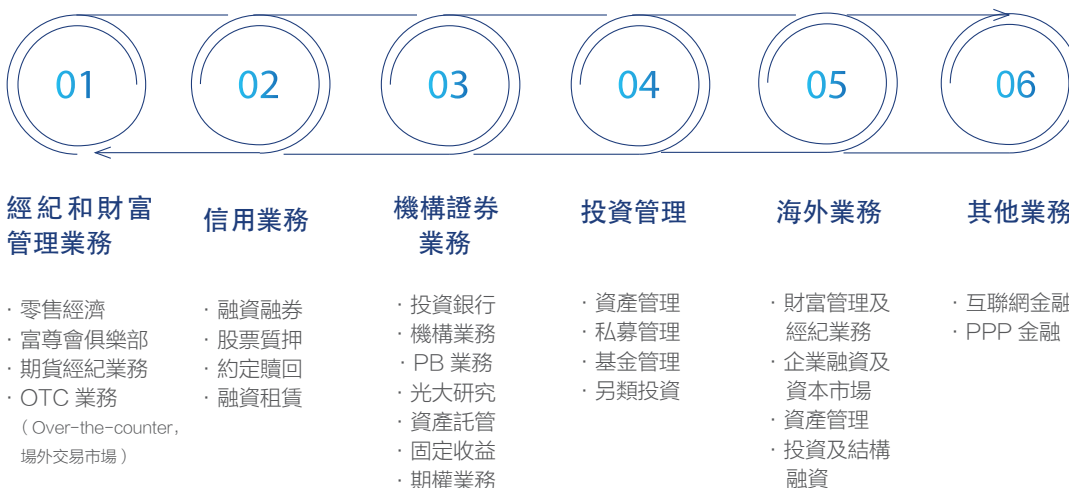 01
02
03
04
05
06
經紀和財富
管理業務
信用業務
機構證券
業務
投資管理
海外業務
其他業務
· 零售經濟
· 富尊會俱樂部
· 期貨經紀業務
· OTC 業務
（Over-the-counter，
場外交易市場）
· 融資融券
· 股票質押
· 約定贖回
· 融資租賃
· 投資銀行
· 機構業務
· PB 業務
· 光大研究
· 資產託管
· 固定收益
· 期權業務
· 資產管理
· 私募管理
· 基金管理
· 另類投資
· 財富管理及
經紀業務
· 企業融資及
資本市場
· 資產管理
· 投資及結構
融資
· 互聯網金融
· PPP 金融